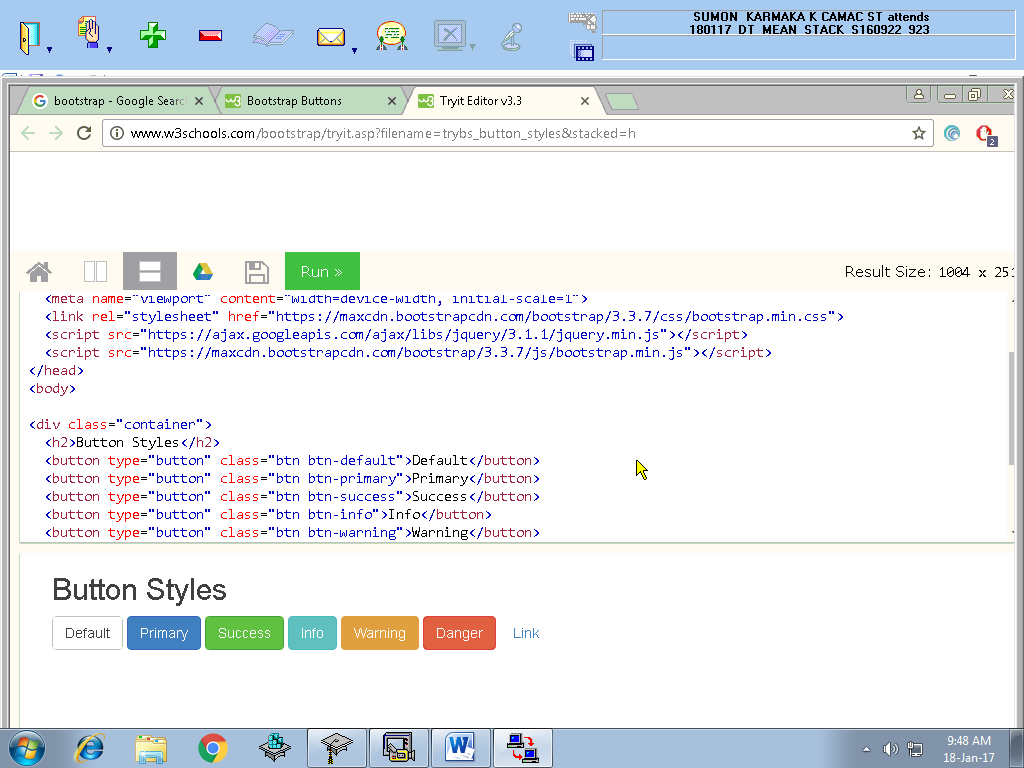 SUMON KARMAKA K CAMAC ST attends
180117 DT MEAN STACK S160922 923
bootstrap - Google Searc
Bootstrap Buttons
Tryit Editor v3.3
www.w3schools.com/bootstrap/tryit.asp?filename=trybs_button_styles&stacked=h
2
Run »
Result Size: 1004 x 251
<meta name="viewport" content="width=device-width, initial-scale=1">
<link rel="stylesheet" href="https://maxcdn.bootstrapcdn.com/bootstrap/3.3.7/css/bootstrap.min.css">
<script src="https://ajax.googleapis.com/ajax/libs/jquery/3.1.1/jquery.min.js"></script>
<script src="https://maxcdn.bootstrapcdn.com/bootstrap/3.3.7/js/bootstrap.min.js"></script>
</head>
<body>
<div class="container">
<h2>Button Styles</h2>
<button type="button" class="btn btn-default">Default</button>
<button type="button" class="btn btn-primary">Primary</button>
<button type="button" class="btn btn-success">Success</button>
<button type="button" class="btn btn-info">Info</button>
<button type="button" class="btn btn-warning">Warning</button>
Button Styles
Default Primary Success Info Warning Danger Link
9:48 AM
18-Jan-17